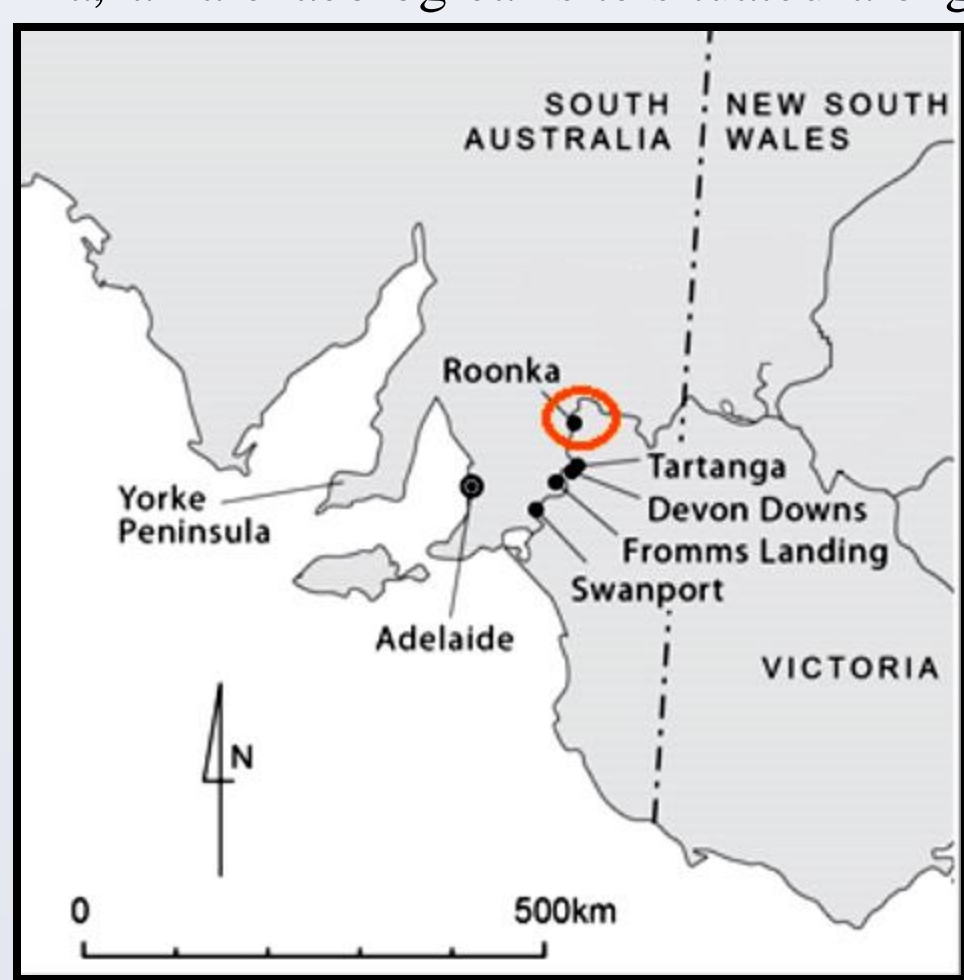 SOUTH
AUSTRALIA
NEW SOUTH
WALES
Roonka
Tartanga
Devon Downs
Fromms Landing
Swanport
Yorke
Peninsula
Adelaide
VICTORIA
N
0
500km